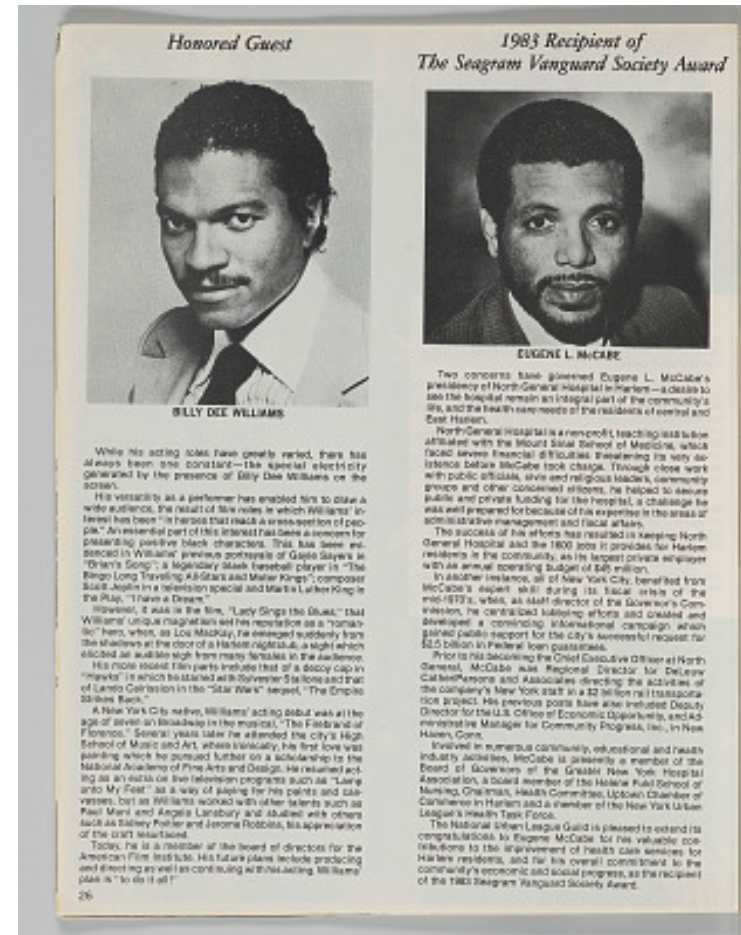 Honored Guest
BILLY DEE WILLIAMS
While his acting roles have greatly varied, there has
always been one constant—the special electricity
generated by the presence of Billy Dee Williams on the
screen.
His versatility as a performer has enabled him to draw a
wide audience, the result of film roles in which Williams' in-
terest has been "in heroes that reach a cross-section of peo-
ple." An essential part of this interest has been a concern for
presenting positive black characters. This has been evi-
denced in Williams' previous portrayals of Gayle Sayers in
"Brian's Song"; a legendary black baseball player in "The
Bingo Long Traveling All-Stars and Motor Kings"; composer
Scott Joplin in a television special and Martin Luther King in
the Play, "I have a Dream."
However, it was in the film, "Lady Sings the Blues," that
Williams' unique magnetism set his reputation as a "roman-
tic" hero, when, as Lou MacKay, he emerged suddenly from
the shadows at the door of a Harlem nightclub, a sight which
elicited an audible sigh from many females in the audience.
His more recent film parts include that of a decoy cop in
"Hawks" in which he starred with Sylvester Stallone and that
of Lando Calrissian in the "Star Wars" sequel, "The Empire
Strikes Back."
A New York City native, Williams' acting debut was at the
age of seven on Broadway in the musical, "The Firebrand of
Florence." Several years later he attended the city's High
School of Music and Art, where ironically, his first love was
painting which he pursued further on a scholarship to the
National Academy of Fine Arts and Design. He resumed act-
ing as an extra on live television programs such as "Lamp
unto My Feet" as a way of paying for his paints and can-
vasses, but as Williams worked with other talents such as
Paul Muni and Angela Lansbury and studied with others
such as Sidney Poitier and Jerome Robbins, his appreciation
of the craft resurfaced.
Today, he is a member of the board of directors for the
American Film Institute. His future plans include producing
and directing as well as continuing with his acting. Williams'
plan is "to do it all!"
26
1983 Recipient of
The Seagram Vanguard Society Award
EUGENE L. McCABE
Two concerns have governed Eugene L. McCabe's
presidency of North General Hospital in Harlem—a desire to
see the hospital remain an integral part of the community's
life, and the health care needs of the residents of central and
East Harlem.
North General Hospital is a non-profit, teaching institution
affiliated with the Mount Sinai School of Medicine, which
faced severe financial difficulties threatening its very ex-
istence before McCabe took charge. Through close work
with public officials, civic and religious leaders, community
groups and other concerned citizens, he helped to secure
public and private funding for the hospital, a challenge he
was well prepared for because of his expertise in the areas of
administrative management and fiscal affairs.
The success of his efforts has resulted in keeping North
General Hospital and the 1600 jobs it provides for Harlem
residents in the community, as its largest private employer
with an annual operating budget of $45 million.
In another instance, all of New York City, benefited from
McCabe's expert skill during its fiscal crisis of the
mid-1970's, when, as staff director of the Governor's Com-
mission, he centralized lobbying efforts and created and
developed a convincing informational campaign which
gained public support for the city's successful request for
$2.5 billion in Federal loan guarantees.
Prior to his becoming the Chief Executive Officer at North
General, McCabe was Regional Director for DeLeuw
Cather/Parsons and Associates directing the activities of
the company's New York staff in a $2 billion rail transporta-
tion project. His previous posts have also included Deputy
Director for the U.S. Office of Economic Opportunity, and Ad-
ministrative Manager for Community Progress, Inc., in New
Haven, Conn.
Involved in numerous community, educational and health
industry activities, McCabe is presently a member of the
Board of Governors of the Greater New York Hospital
Association, a board member of the Helene Fuld School of
Nursing, Chairman, Health Committee, Uptown Chamber of
Commerce in Harlem and a member of the New York Urban
League's Health Task Force.
The National Urban League Guild is pleased to extend its
congratulations to Eugene McCabe for his valuable con-
tributions to the improvement of health care services for
Harlem residents, and for his overall commitment to the
community's economic and social progress, as the recipient
of the 1983 Seagram Vanguard Society Award.